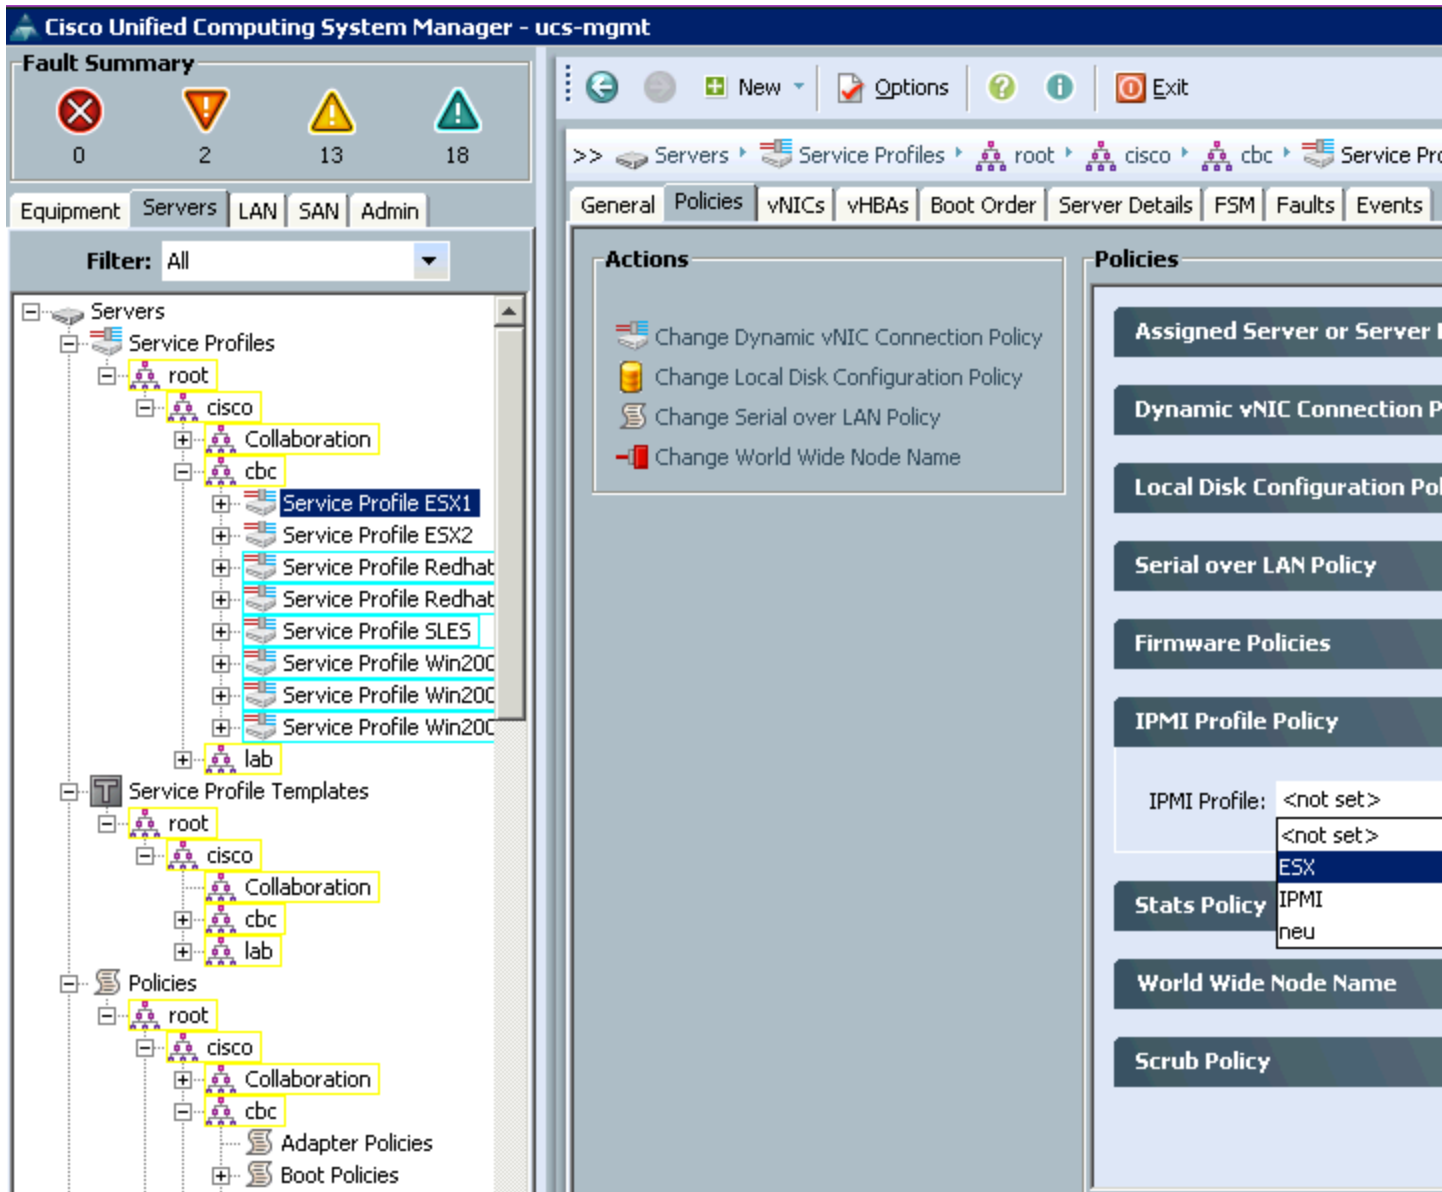 Cisco Unified Computing System Manager - ucs-mgmt
Fault Summary
0 2 13 18
Equipment Servers LAN SAN Admin
Filter: All
Servers
Service Profiles
root
cisco
Collaboration
cbc
Service Profile ESX1
Service Profile ESX2
Service Profile Redhat
Service Profile Redhat
Service Profile SLES
Service Profile Win200
Service Profile Win200
Service Profile Win200
lab
Service Profile Templates
root
cisco
Collaboration
cbc
lab
Policies
root
cisco
Collaboration
cbc
Adapter Policies
Boot Policies
New Options ? i Exit
>> Servers Service Profiles root cisco cbc Service Pro
General Policies vNICs vHBAs Boot Order Server Details FSM Faults Events
Actions
Change Dynamic vNIC Connection Policy
Change Local Disk Configuration Policy
Change Serial over LAN Policy
Change World Wide Node Name
Policies
Assigned Server or Server
Dynamic vNIC Connection P
Local Disk Configuration Pol
Serial over LAN Policy
Firmware Policies
IPMI Profile Policy
IPMI Profile: <not set>
<not set>
ESX
IPMI
neu
Stats Policy
World Wide Node Name
Scrub Policy